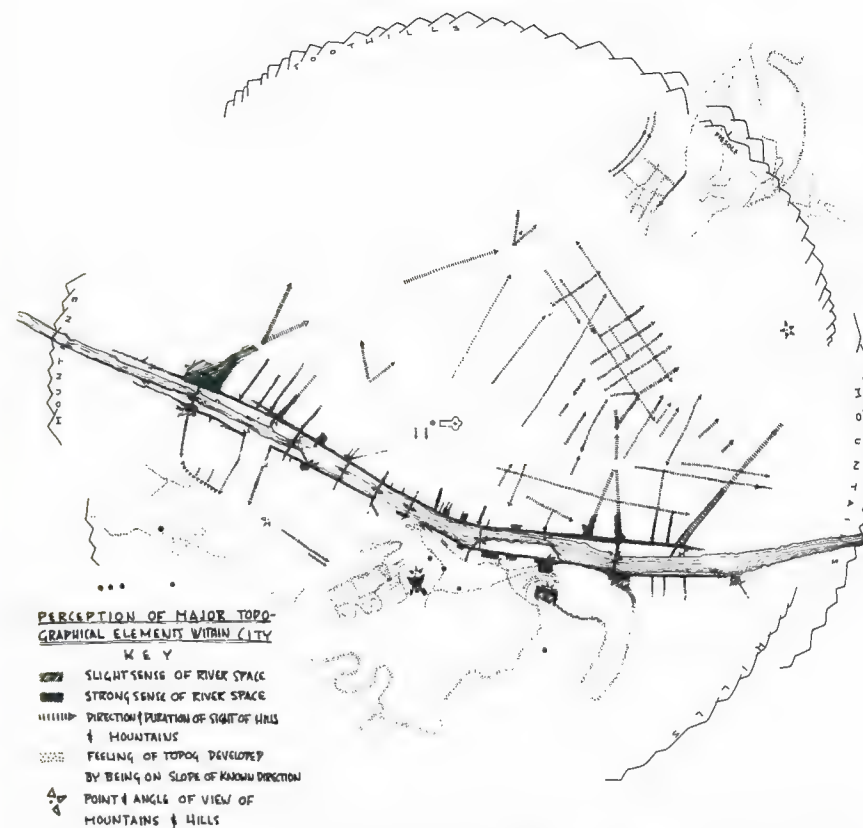 FOOTHILLS
FIESOLE
MOUNTAI
HILLS
PERCEPTION OF MAJOR TOPO-
GRAPHICAL ELEMENTS WITHIN CITY
KEY
SLIGHT SENSE OF RIVER SPACE
STRONG SENSE OF RIVER SPACE
DIRECTION & DURATION OF SIGHT OF HILLS
& MOUNTAINS
FEELING OF TOPOG DEVELOPED
BY BEING ON SLOPE OF KNOWN DIRECTION
POINT & ANGLE OF VIEW OF
MOUNTAINS & HILLS